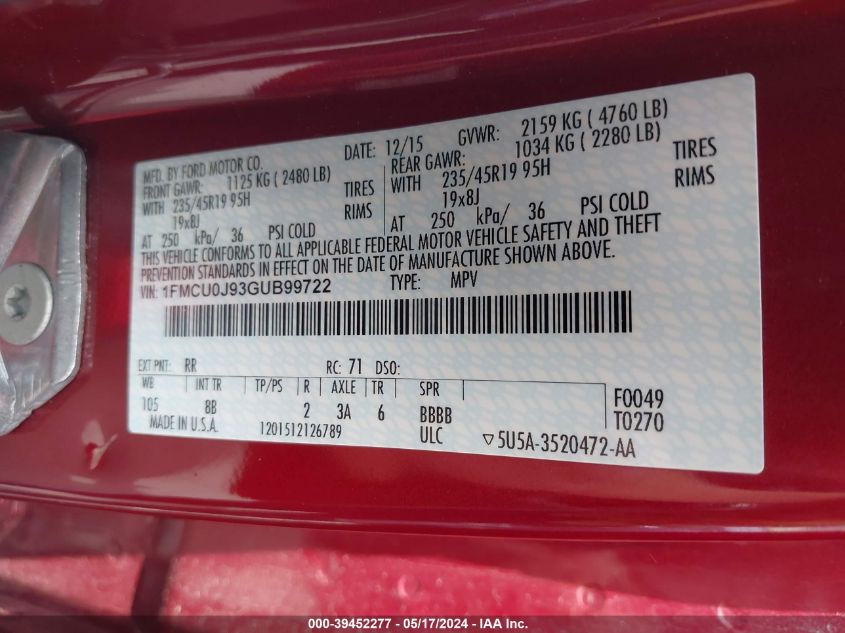 MFD. BY FORD MOTOR CO.
DATE: 12/15
GVWR: 2159 KG ( 4760 LB)
FRONT GAWR: 1125 KG ( 2480 LB)
REAR GAWR: 1034 KG ( 2280 LB)
WITH 235/45R19 95H TIRES
WITH 235/45R19 95H TIRES
19x8J RIMS
19x8J RIMS
AT 250 kPa/ 36 PSI COLD
AT 250 kPa/ 36 PSI COLD
THIS VEHICLE CONFORMS TO ALL APPLICABLE FEDERAL MOTOR VEHICLE SAFETY AND THEFT
PREVENTION STANDARDS IN EFFECT ON THE DATE OF MANUFACTURE SHOWN ABOVE.
VIN: 1FMCU0J93GUB99722
TYPE: MPV
EXT PNT: RR RC: 71 DSO:
WB INT TR TP/PS R AXLE TR SPR
105 8B 2 3A 6 BBBB
F0049
T0270
MADE IN U.S.A. 1201512126789 ULC ▽5U5A-3520472-AA
000-39452277 - 05/17/2024 - IAA Inc.